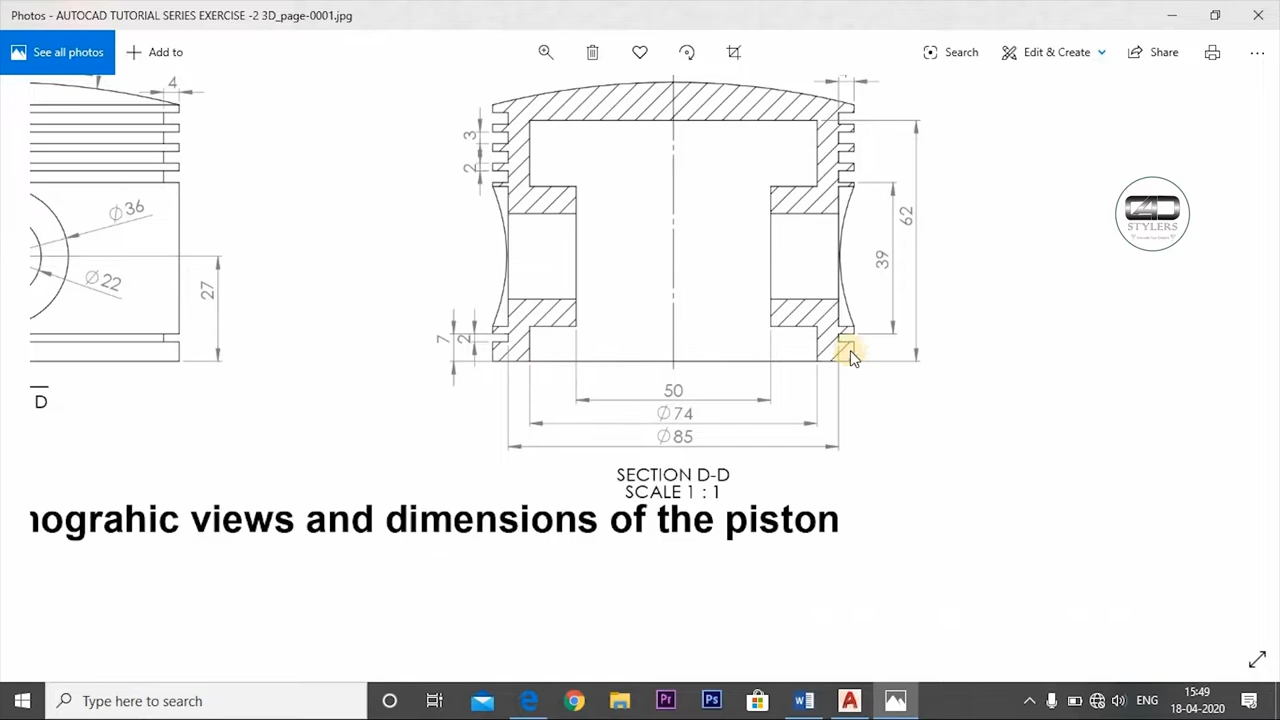 Photos - AUTOCAD TUTORIAL SERIES EXERCISE -2 3D_page-0001.jpg
See all photos
Add to
Search
Edit & Create
Share
4
3
2
Ø36
Ø22
27
62
39
7
2
D
50
Ø74
Ø85
SECTION D-D
SCALE 1 : 1
nograhic views and dimensions of the piston
STYLERS
Type here to search
Pr
Ps
ENG
15:49
18-04-2020